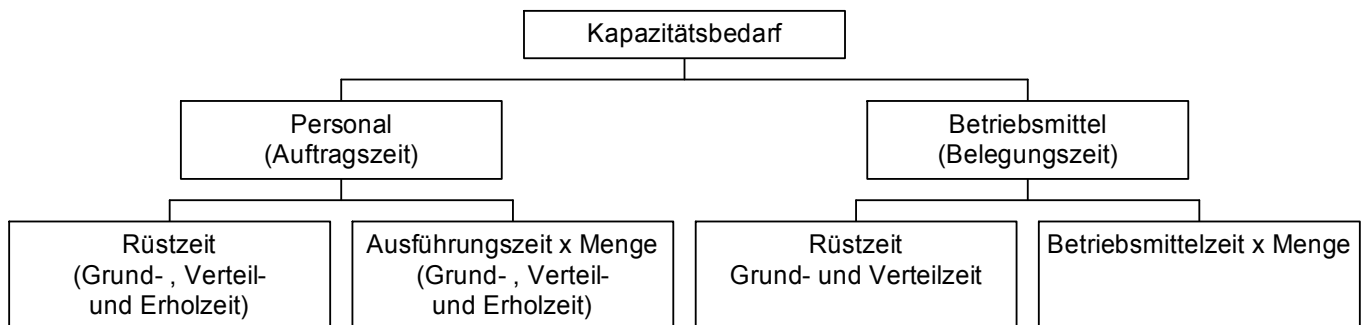 Kapazitätsbedarf
Personal
(Auftragszeit)
Betriebsmittel
(Belegungszeit)
Rüstzeit
(Grund- , Verteil-
und Erholzeit)
Ausführungszeit x Menge
(Grund- , Verteil-
und Erholzeit)
Rüstzeit
Grund- und Verteilzeit
Betriebsmittelzeit x Menge